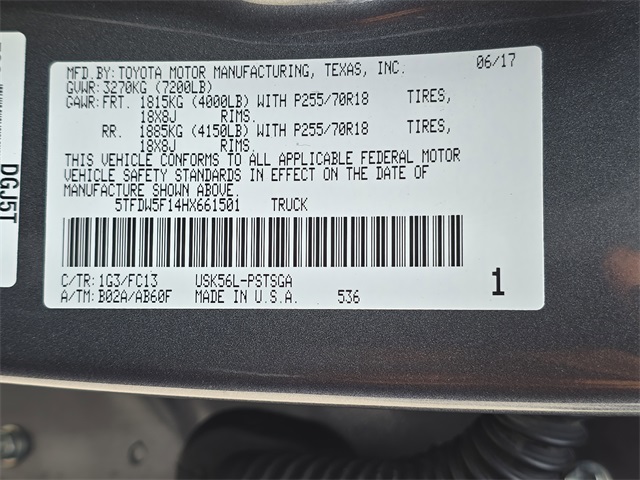 MFD.BY:TOYOTA MOTOR MANUFACTURING, TEXAS, INC. 06/17
GVWR:3270KG (7200LB)
GAWR:FRT. 1815KG (4000LB) WITH P255/70R18 TIRES,
18X8J RIMS.
RR. 1885KG (4150LB) WITH P255/70R18 TIRES,
18X8J RIMS.
THIS VEHICLE CONFORMS TO ALL APPLICABLE FEDERAL MOTOR
VEHICLE SAFETY STANDARDS IN EFFECT ON THE DATE OF
MANUFACTURE SHOWN ABOVE.
5TFDW5F14HX661501 TRUCK
C/TR:1G3/FC13 USK56L-PSTSGA
A/TM:B02A/AB60F MADE IN U.S.A. 536 1
DGJ5T